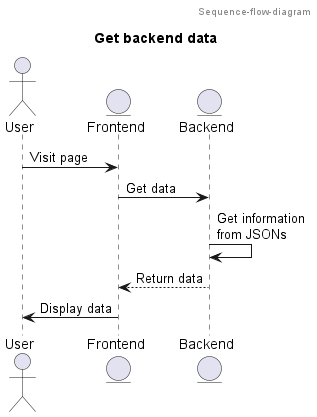 Sequence-flow-diagram
Get backend data
User
Frontend
Backend
Visit page
Get data
Get information
from JSONs
Return data
Display data
User
Frontend
Backend